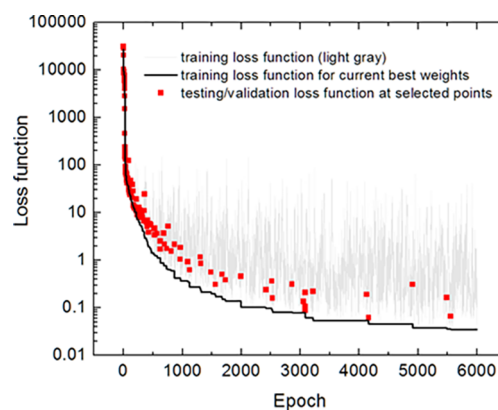 100000
10000
1000
100
10
1
0.1
0.01
Loss function
training loss function (light gray)
training loss function for current best weights
testing/validation loss function at selected points
0 1000 2000 3000 4000 5000 6000
Epoch